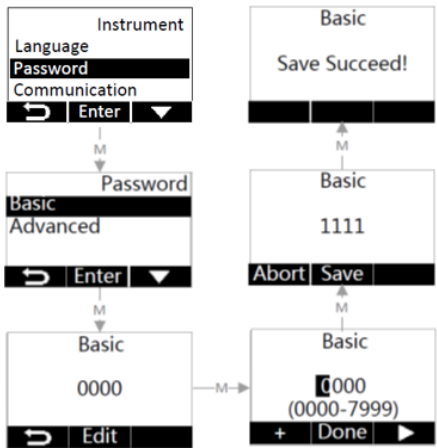 Instrument
Language
Password
Communication
Enter
M
Password
Basic
Advanced
Enter
M
Basic
0000
Edit
M
Basic
0000
(0000-7999)
+ Done
M
Basic
1111
Abort Save
M
Basic
Save Succeed!